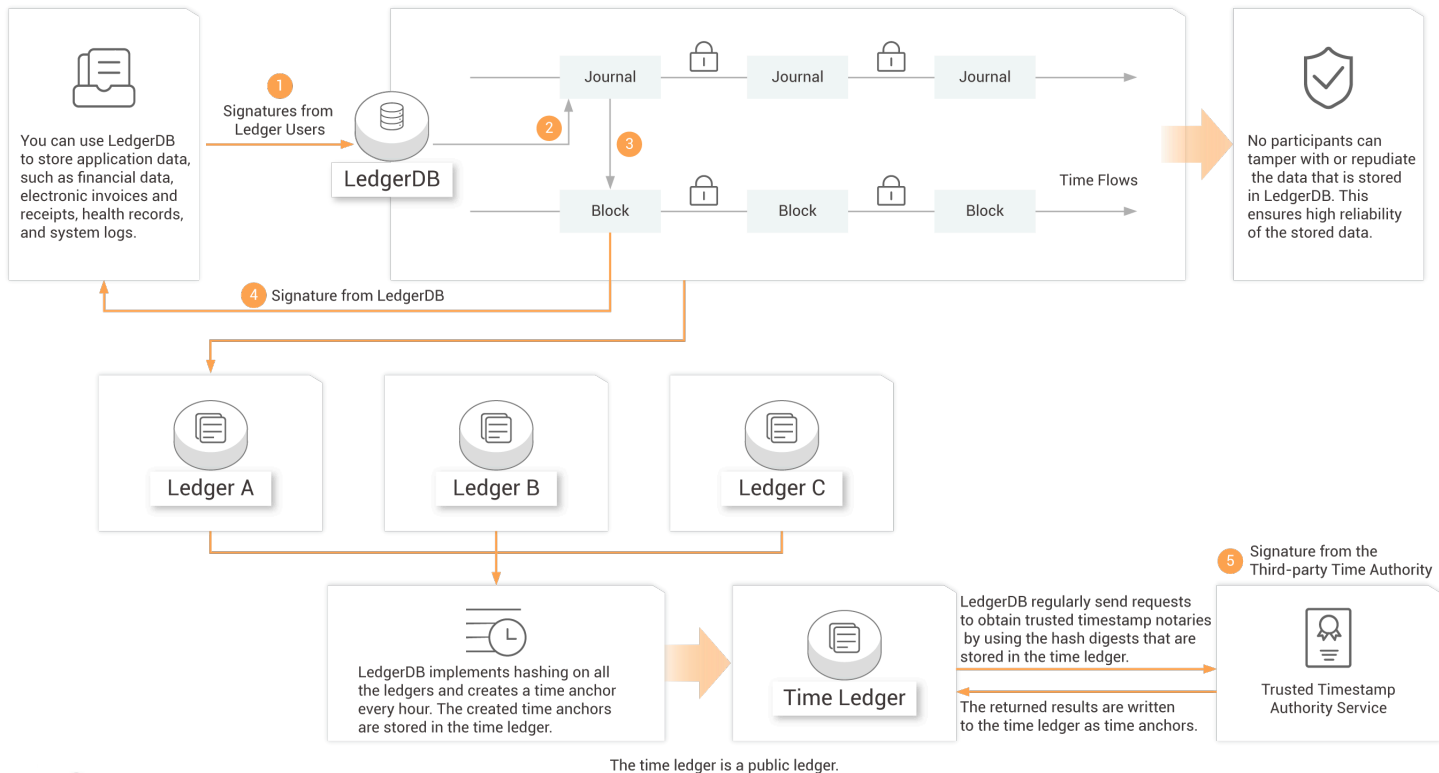 You can use LedgerDB
to store application data,
such as financial data,
electronic invoices and
receipts, health records,
and system logs.
1
Signatures from
Ledger Users
LedgerDB
2
3
Journal
Journal
Journal
Block
Block
Block
Time Flows
No participants can
tamper with or repudiate
the data that is stored
in LedgerDB. This
ensures high reliability
of the stored data.
4 Signature from LedgerDB
Ledger A
Ledger B
Ledger C
LedgerDB implements hashing on all
the ledgers and creates a time anchor
every hour. The created time anchors
are stored in the time ledger.
Time Ledger
LedgerDB regularly send requests
to obtain trusted timestamp notaries
by using the hash digests that are
stored in the time ledger.
The returned results are written
to the time ledger as time anchors.
5 Signature from the
Third-party Time Authority
Trusted Timestamp
Authority Service
The time ledger is a public ledger.